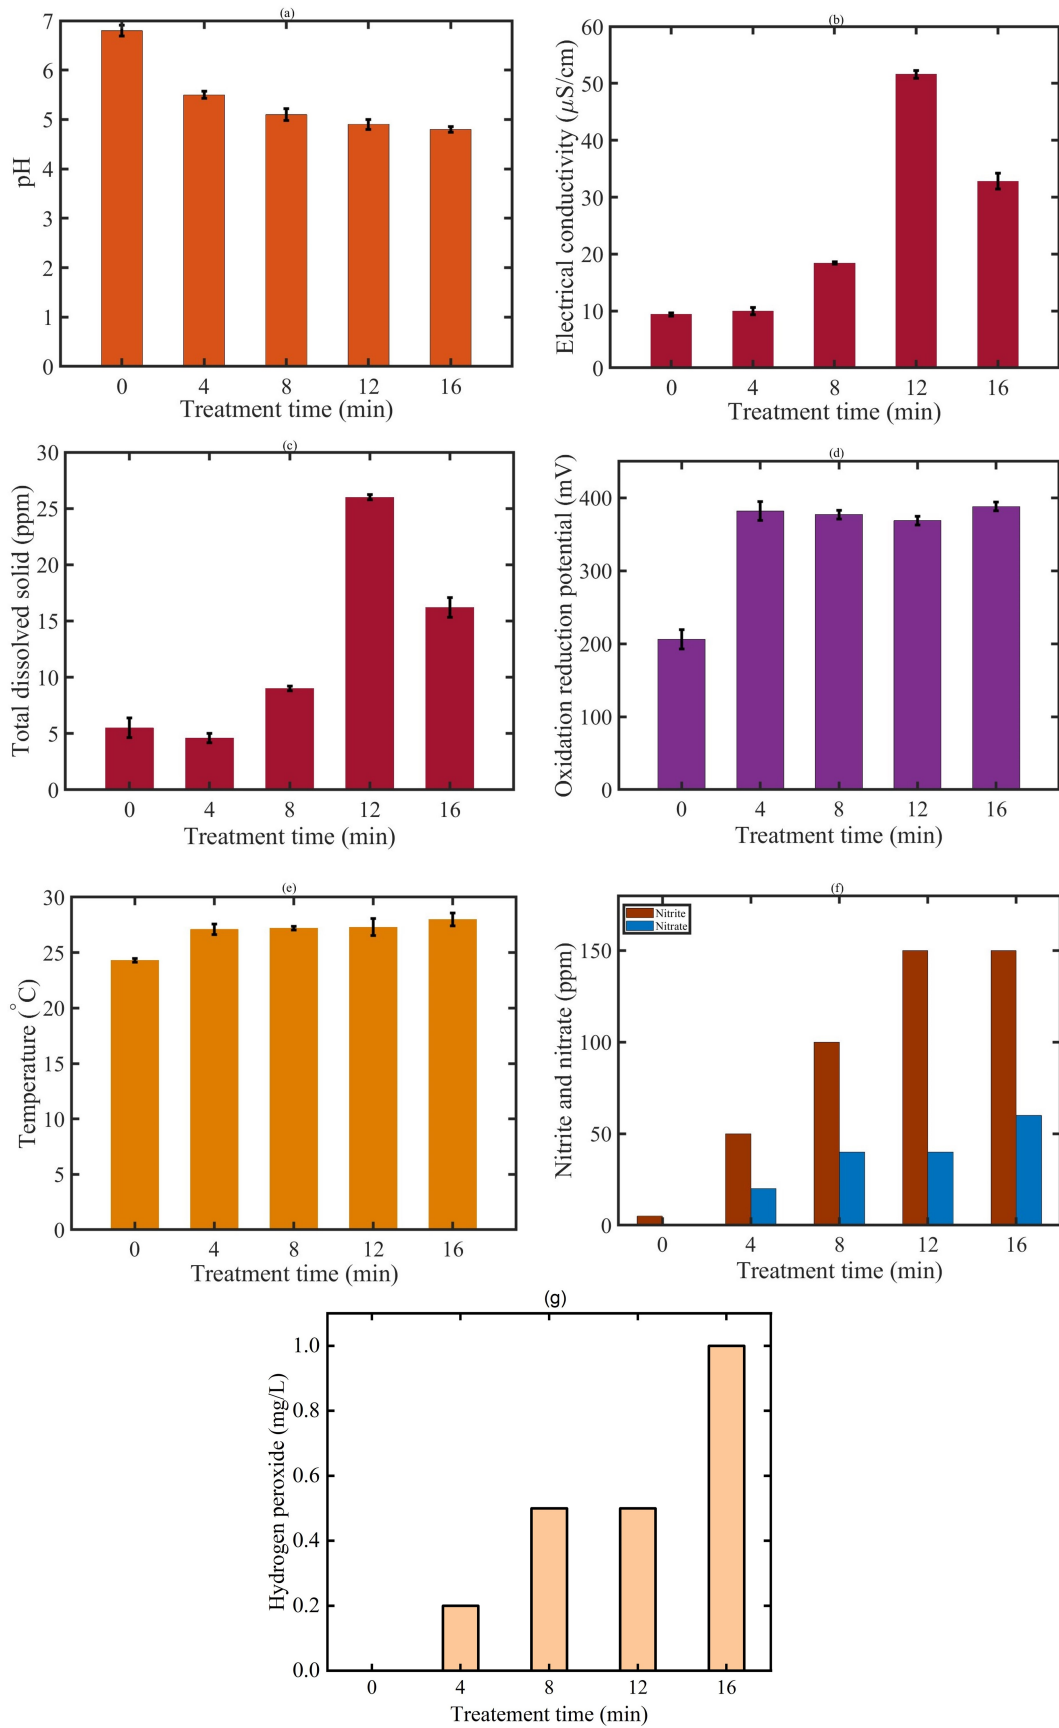 (a)
7
6
5
4
3
2
1
0
pH
0 4 8 12 16
Treatment time (min)
(b)
60
50
40
30
20
10
0
Electrical conductivity (μS/cm)
0 4 8 12 16
Treatment time (min)
(c)
30
25
20
15
10
5
0
Total dissolved solid (ppm)
0 4 8 12 16
Treatment time (min)
(d)
400
300
200
100
0
Oxidation reduction potential (mV)
0 4 8 12 16
Treatment time (min)
(e)
30
25
20
15
10
5
0
Temperature (°C)
0 4 8 12 16
Treatment time (min)
(f)
Nitrite
Nitrate
150
100
50
0
Nitrite and nitrate (ppm)
0 4 8 12 16
Treatment time (min)
(g)
1.0
0.8
0.6
0.4
0.2
0.0
Hydrogen peroxide (mg/L)
0 4 8 12 16
Treatement time (min)